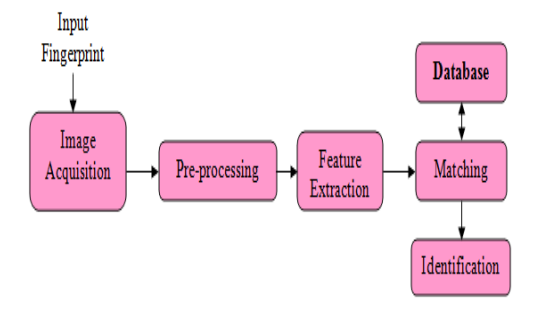 Input
Fingerprint
Image
Acquisition
Pre-processing
Feature
Extraction
Database
Matching
Identification